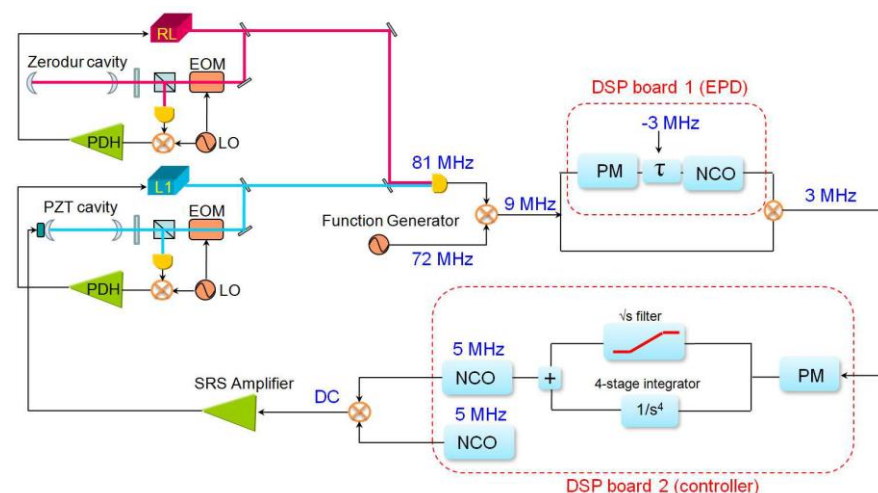 RL
Zerodur cavity
EOM
PDH
LO
DSP board 1 (EPD)
-3 MHz
81 MHz
PM
τ
NCO
L1
PZT cavity
EOM
9 MHz
3 MHz
Function Generator
72 MHz
PDH
LO
√s filter
5 MHz
NCO
+
PM
4-stage integrator
1/s⁴
SRS Amplifier
DC
5 MHz
NCO
DSP board 2 (controller)